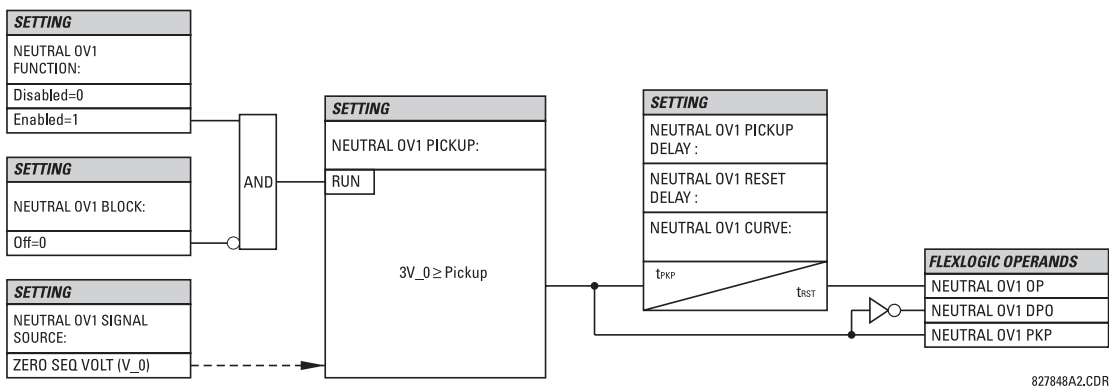 SETTING
NEUTRAL OV1
FUNCTION:
Disabled=0
Enabled=1
SETTING
NEUTRAL OV1 BLOCK:
Off=0
SETTING
NEUTRAL OV1 SIGNAL
SOURCE:
ZERO SEQ VOLT (V_0)
AND
SETTING
NEUTRAL OV1 PICKUP:
RUN
3V_0 ≥ Pickup
SETTING
NEUTRAL OV1 PICKUP
DELAY :
NEUTRAL OV1 RESET
DELAY :
NEUTRAL OV1 CURVE:
tPKP
tRST
FLEXLOGIC OPERANDS
NEUTRAL OV1 OP
NEUTRAL OV1 DPO
NEUTRAL OV1 PKP
827848A2.CDR